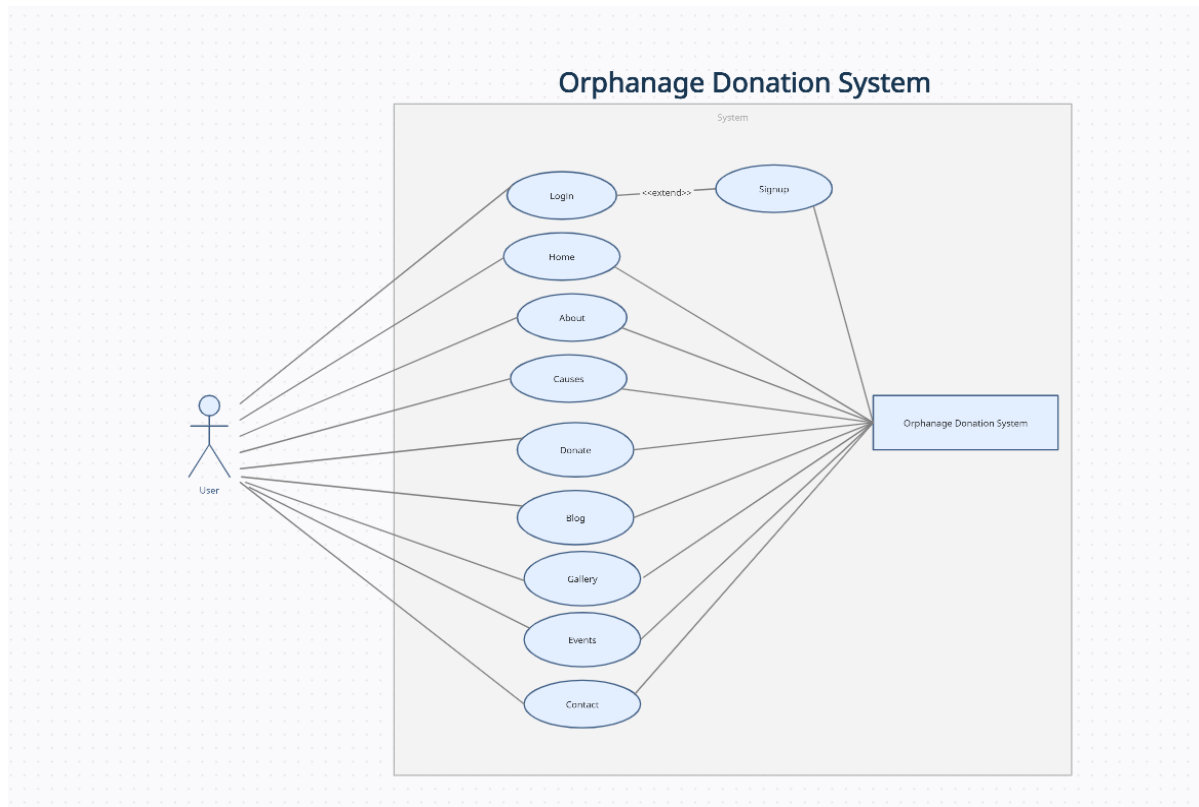 Orphanage Donation System
System
Login
<<extend>>
Signup
Home
About
Causes
Donate
Orphanage Donation System
Blog
Gallery
Events
Contact
User